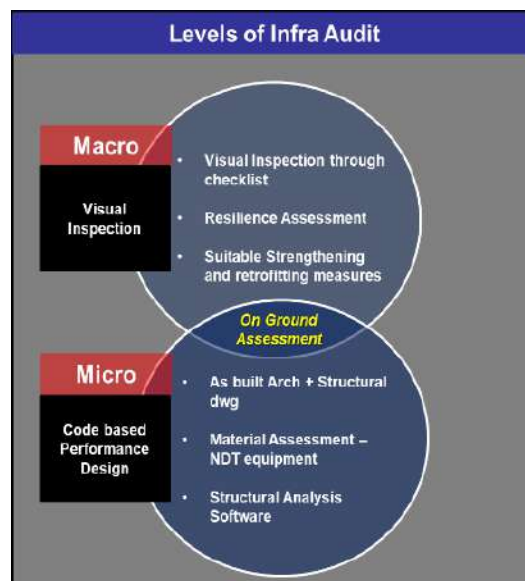 Levels of Infra Audit
Macro
Visual
Inspection
• Visual Inspection through
checklist
• Resilience Assessment
• Suitable Strengthening
and retrofitting measures
On Ground
Assessment
Micro
Code based
Performance
Design
• As built Arch + Structural
dwg
• Material Assessment –
NDT equipment
• Structural Analysis
Software